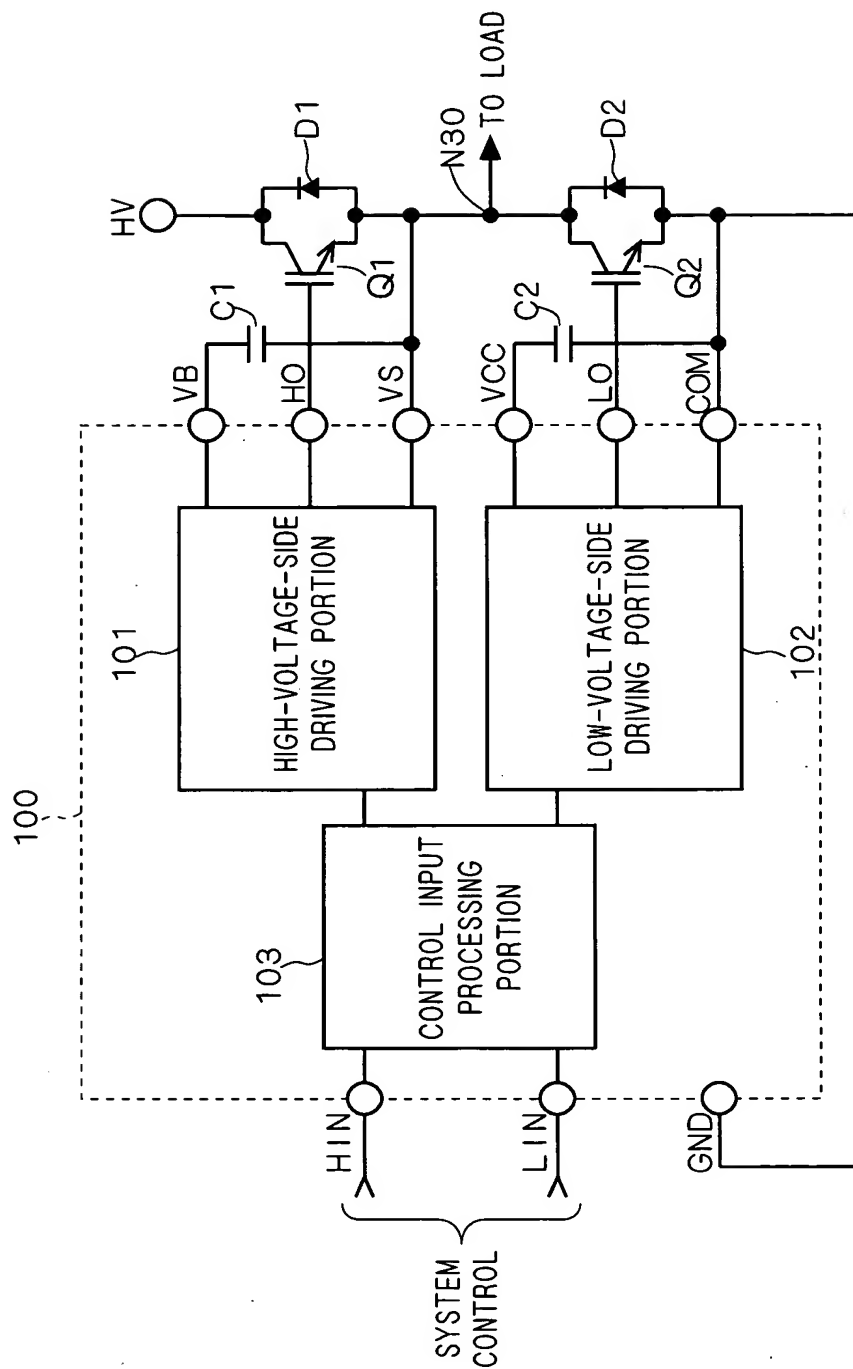 100
101
HIGH-VOLTAGE-SIDE
DRIVING PORTION
VB
HO
VS
C1
HV
Q1
D1
N30
TO LOAD
103
CONTROL INPUT
PROCESSING
PORTION
HIN
LIN
SYSTEM
CONTROL
GND
LOW-VOLTAGE-SIDE
DRIVING PORTION
102
VCC
LO
COM
C2
Q2
D2